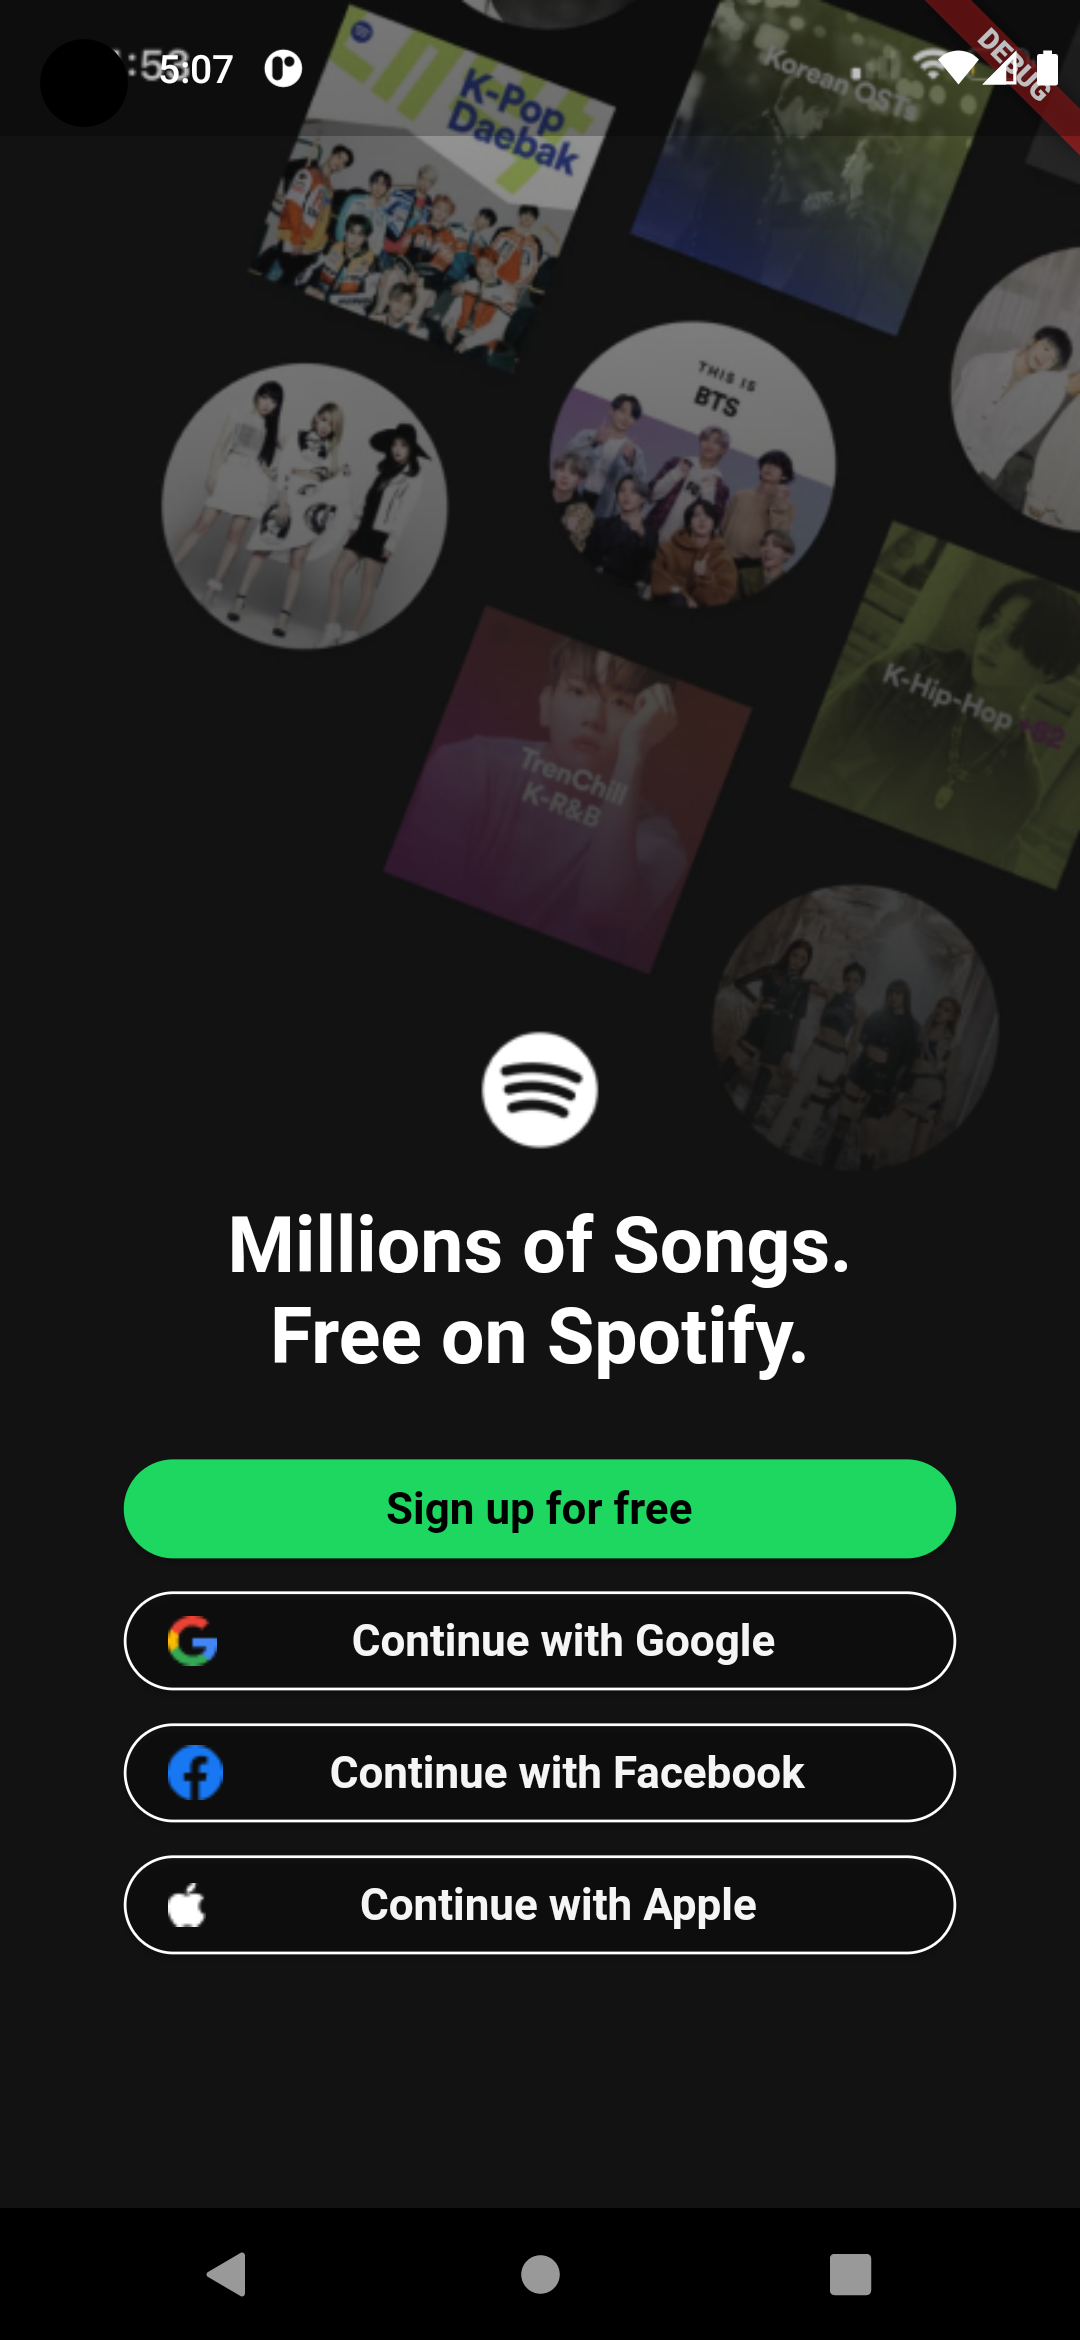 5:07
DEBUG
K-Pop
Daebak
Korean OSTs
THIS IS
BTS
K-Hip-Hop +82
TrenChill
K-R&B
Millions of Songs.
Free on Spotify.
Sign up for free
Continue with Google
Continue with Facebook
Continue with Apple